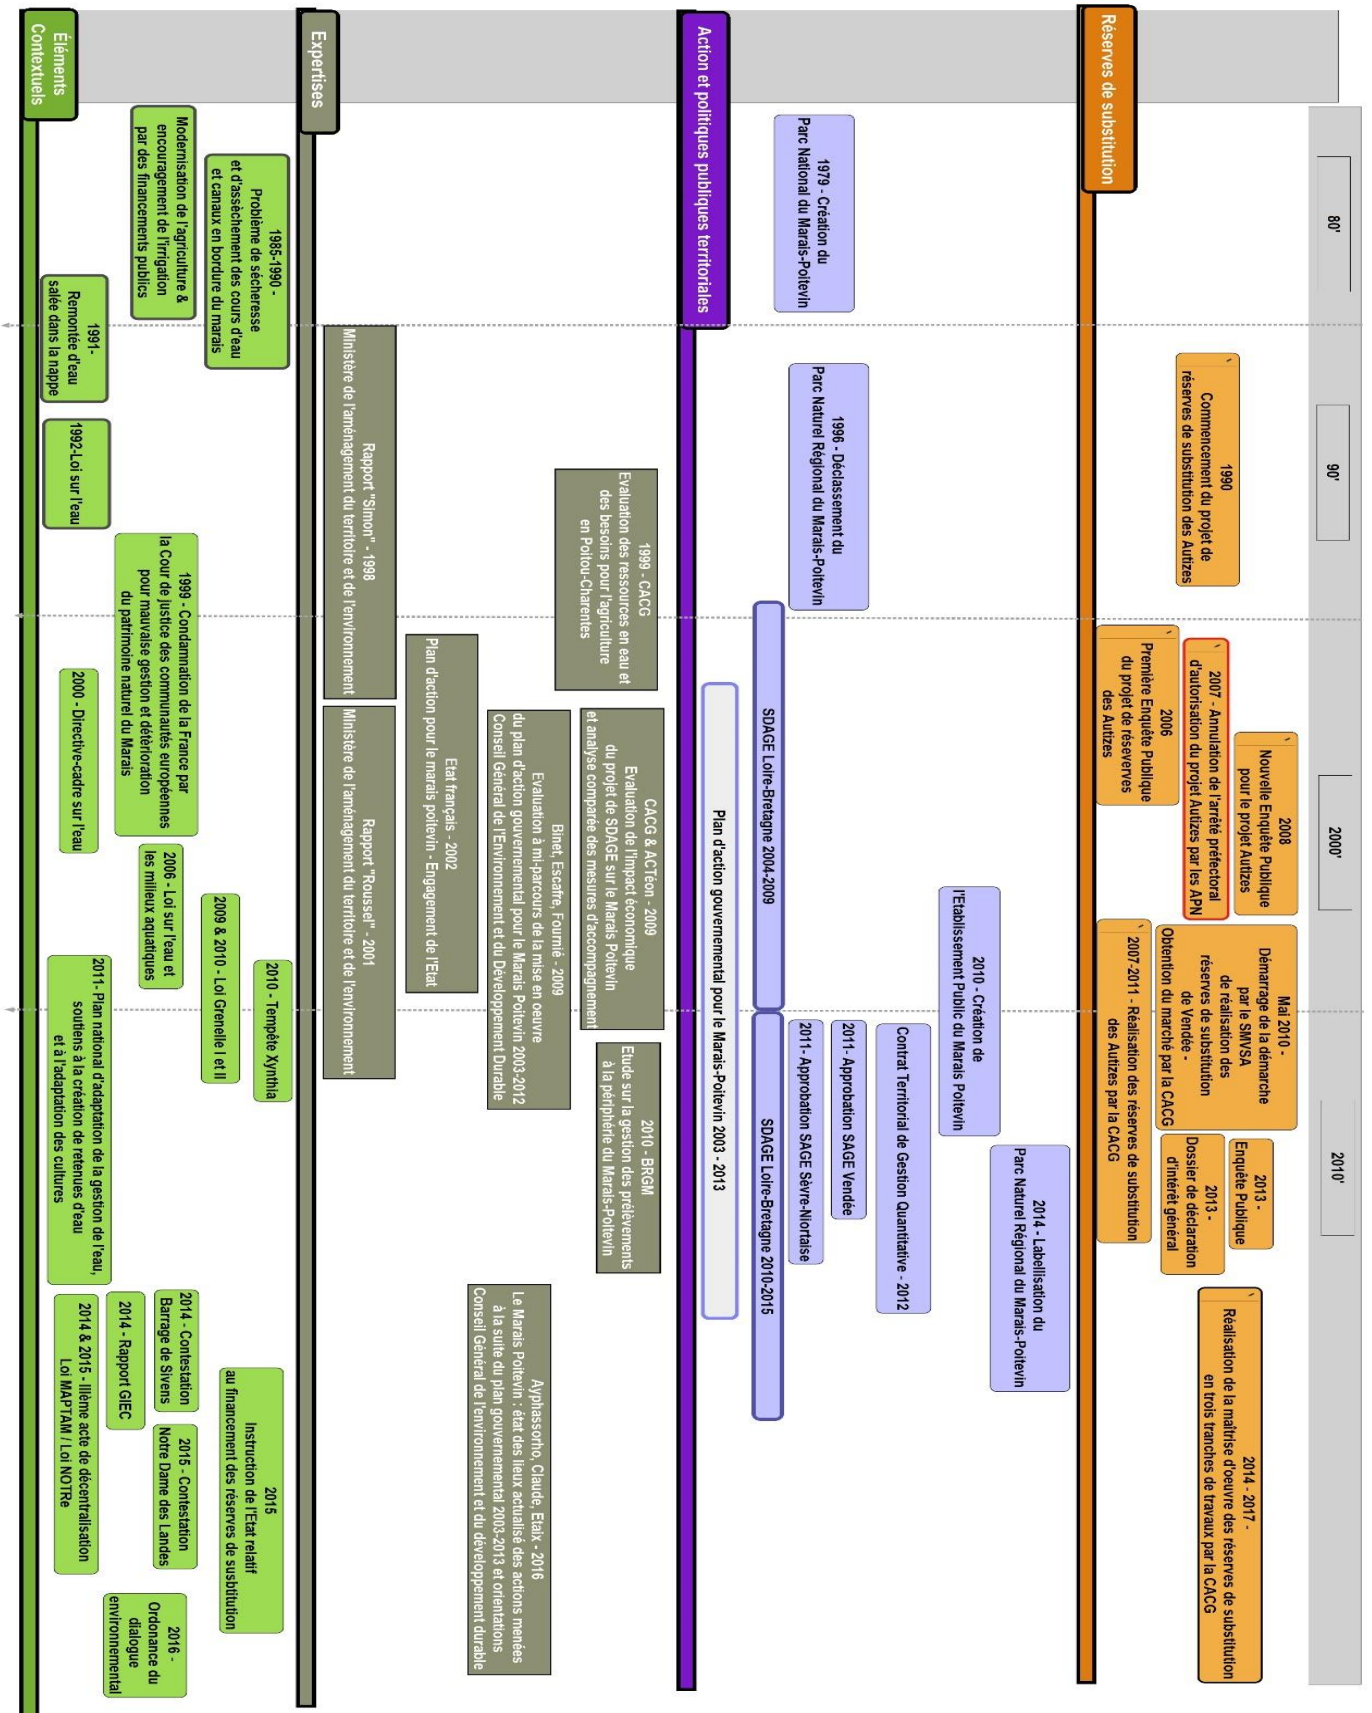 80'
90'
2000'
2010'
Réserves de substitution
1990
Commencement du projet de
réserves de substitution des Autizes
2008
Nouvelle Enquête Publique
pour le projet Autizes
2007 - Annulation de l'arrêté préfectoral
d'autorisation du projet Autizes par les APN
2006
Première Enquête Publique
du projet de réseverves
des Autizes
Mai 2010 -
Démarrage de la démarche
par le SMVSA
de réalisation des
réserves de substitution
de Vendée -
Obtention du marché par la CACG
2007-2011 - Réalisation des réserves de substitution
des Autizes par la CACG
2013 -
Enquête Publique
2013 -
Dossier de déclaration
d'intérêt général
2014 - 2017 -
Réalisation de la maîtrise d'oeuvre des réserves de substitution
en trois tranches de travaux par la CACG
Action et politiques publiques territoriales
1979 - Création du
Parc National du Marais-Poitevin
1996 - Déclassement du
Parc Naturel Régional du Marais-Poitevin
2014 - Labellisation du
Parc Naturel Régional du Marais-Poitevin
2010 - Création de
l'Etablissement Public du Marais Poitevin
Contrat Territorial de Gestion Quantitative - 2012
2011- Approbation SAGE Vendée
2011- Approbation SAGE Sèvre-Niortaise
SDAGE Loire-Bretagne 2004-2009
SDAGE Loire-Bretagne 2010-2015
Plan d'action gouvernemental pour le Marais-Poitevin 2003 - 2013
Expertises
1999 - CACG
Evaluation des ressources en eau et
des besoins pour l'agriculture
en Poitou-Charentes
CACG & ACTéon - 2009
Evaluation de l'impact économique
du projet de SDAGE sur le Marais Poitevin
et analyse comparée des mesures d'accompagnement
2010 - BRGM
Etude sur la gestion des prélèvements
à la périphérie du Marais-Poitevin
Binet, Escafre, Fournié - 2009
Evaluation à mi-parcours de la mise en oeuvre
du plan d'action gouvernemental pour le Marais Poitevin 2003-2012
Conseil Général de l'Environnement et du Développement Durable
Ayphassorho, Claude, Etaix - 2016
Le Marais Poitevin : état des lieux actualisé des actions menées
à la suite du plan gouvernemental 2003-2013 et orientations
Conseil Général de l'environnement et du développement durable
Etat français - 2002
Plan d'action pour le marais poitevin - Engagement de l'Etat
Rapport "Simon" - 1998
Ministère de l'aménagement du territoire et de l'environnement
Rapport "Roussel" - 2001
Ministère de l'aménagement du territoire et de l'environnement
Éléments
Contextuels
1985-1990 -
Problème de sécheresse
et d'assèchement des cours d'eau
et canaux en bordure du marais
Modernisation de l'agriculture &
encouragement de l'irrigation
par des financements publics
1991-
Remontée d'eau
salée dans la nappe
1992-Loi sur l'eau
1999 - Condamnation de la France par
la Cour de justice des communautés européennes
pour mauvaise gestion et détérioration
du patrimoine naturel du Marais
2000 - Directive-cadre sur l'eau
2006 - Loi sur l'eau et
les milieux aquatiques
2009 & 2010 - Loi Grenelle I et II
2010 - Tempête Xynthia
2011- Plan national d'adaptation de la gestion de l'eau,
soutiens à la création de retenues d'eau
et à l'adaptation des cultures
2015
Instruction de l'Etat relatif
au financement des réserves de susbtitution
2014 - Contestation
Barrage de Sivens
2015 - Contestation
Notre Dame des Landes
2014 - Rapport GIEC
2014 & 2015 - IIIème acte de décentralisation
Loi MAPTAM / Loi NOTRe
2016 -
Ordonance du
dialogue
environnemental